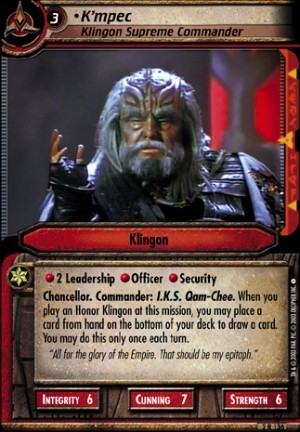 3
•K'mpec
Klingon Supreme Commander
Klingon
2 Leadership Officer Security
Chancellor. Commander: I.K.S. Qam-Chee. When you
play an Honor Klingon at this mission, you may place a
card from hand on the bottom of your deck to draw a card.
You may do this only once each turn.
"All for the glory of the Empire. That should be my epitaph."
INTEGRITY 6 CUNNING 7 STRENGTH 6